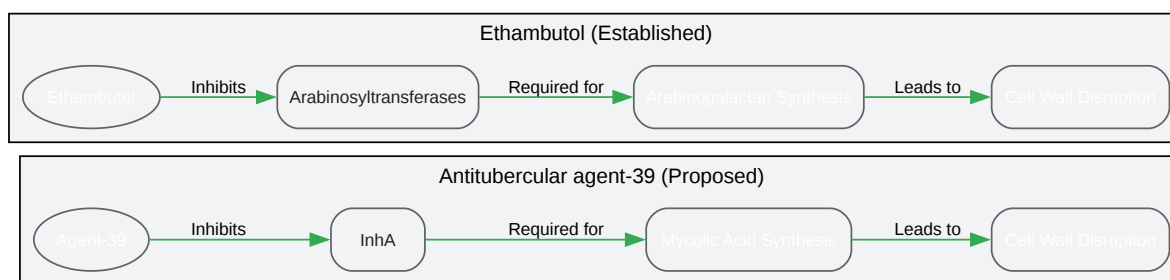 Ethambutol (Established)
Ethambutol
Inhibits
Arabinosyltransferases
Required for
Arabinogalactan Synthesis
Leads to
Cell Wall Disruption
Antitubercular agent-39 (Proposed)
Agent-39
Inhibits
InhA
Required for
Mycolic Acid Synthesis
Leads to
Cell Wall Disruption